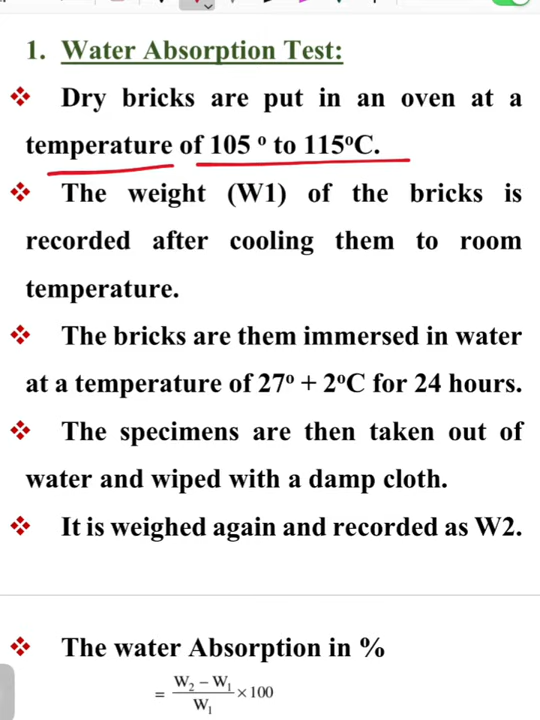 1. Water Absorption Test:
❖ Dry bricks are put in an oven at a
temperature of 105 ° to 115°C.
❖ The weight (W1) of the bricks is
recorded after cooling them to room
temperature.
❖ The bricks are them immersed in water
at a temperature of 27° + 2°C for 24 hours.
❖ The specimens are then taken out of
water and wiped with a damp cloth.
❖ It is weighed again and recorded as W2.
❖ The water Absorption in %
= (W₂ – W₁) / W₁ × 100